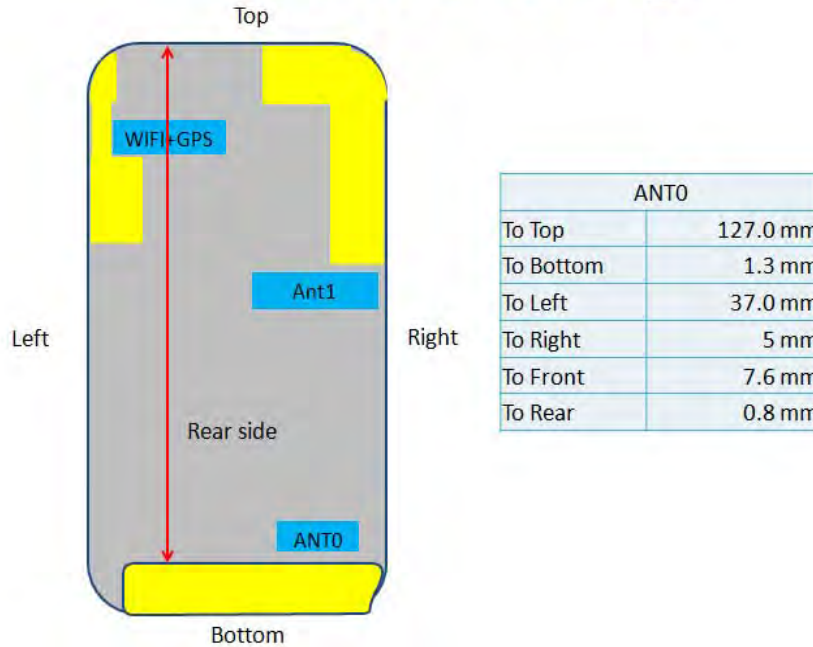 Top
WIFI+GPS
Ant1
Left
Right
Rear side
ANT0
Bottom
ANT0
To Top 127.0 mm
To Bottom 1.3 mm
To Left 37.0 mm
To Right 5 mm
To Front 7.6 mm
To Rear 0.8 mm